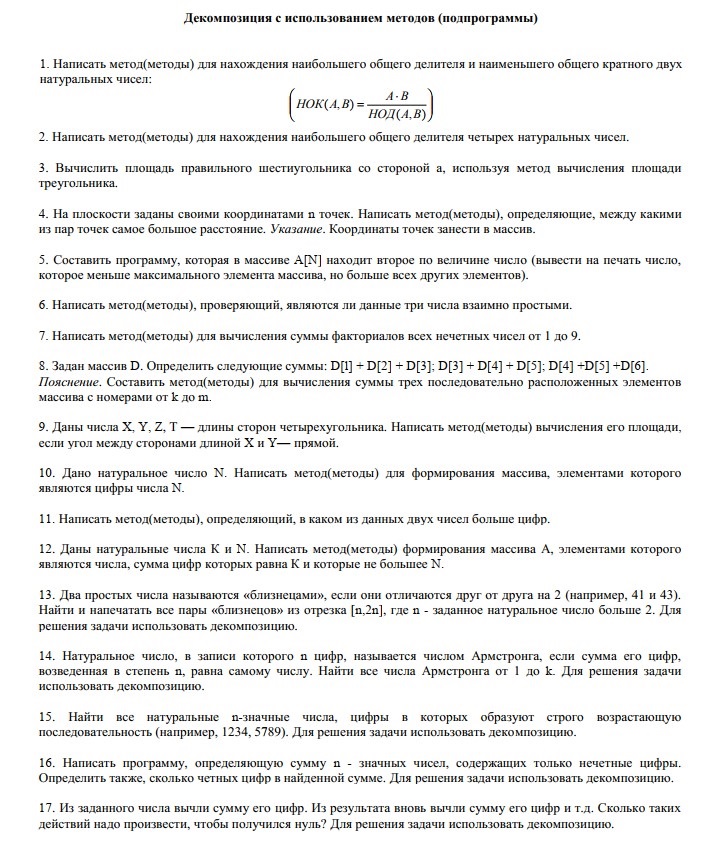 Декомпозиция с использованием методов (подпрограммы)
1. Написать метод(методы) для нахождения наибольшего общего делителя и наименьшего общего кратного двух
натуральных чисел:
(НОК(A, B) = A · B / НОД(A, B))
2. Написать метод(методы) для нахождения наибольшего общего делителя четырех натуральных чисел.
3. Вычислить площадь правильного шестиугольника со стороной a, используя метод вычисления площади
треугольника.
4. На плоскости заданы своими координатами n точек. Написать метод(методы), определяющие, между какими
из пар точек самое большое расстояние. Указание. Координаты точек занести в массив.
5. Составить программу, которая в массиве A[N] находит второе по величине число (вывести на печать число,
которое меньше максимального элемента массива, но больше всех других элементов).
6. Написать метод(методы), проверяющий, являются ли данные три числа взаимно простыми.
7. Написать метод(методы) для вычисления суммы факториалов всех нечетных чисел от 1 до 9.
8. Задан массив D. Определить следующие суммы: D[l] + D[2] + D[3]; D[3] + D[4] + D[5]; D[4] +D[5] +D[6].
Пояснение. Составить метод(методы) для вычисления суммы трех последовательно расположенных элементов
массива с номерами от k до m.
9. Даны числа X, Y, Z, Т — длины сторон четырехугольника. Написать метод(методы) вычисления его площади,
если угол между сторонами длиной X и Y— прямой.
10. Дано натуральное число N. Написать метод(методы) для формирования массива, элементами которого
являются цифры числа N.
11. Написать метод(методы), определяющий, в каком из данных двух чисел больше цифр.
12. Даны натуральные числа К и N. Написать метод(методы) формирования массива А, элементами которого
являются числа, сумма цифр которых равна К и которые не большее N.
13. Два простых числа называются «близнецами», если они отличаются друг от друга на 2 (например, 41 и 43).
Найти и напечатать все пары «близнецов» из отрезка [n,2n], где n - заданное натуральное число больше 2. Для
решения задачи использовать декомпозицию.
14. Натуральное число, в записи которого n цифр, называется числом Армстронга, если сумма его цифр,
возведенная в степень n, равна самому числу. Найти все числа Армстронга от 1 до k. Для решения задачи
использовать декомпозицию.
15. Найти все натуральные n-значные числа, цифры в которых образуют строго возрастающую
последовательность (например, 1234, 5789). Для решения задачи использовать декомпозицию.
16. Написать программу, определяющую сумму n - значных чисел, содержащих только нечетные цифры.
Определить также, сколько четных цифр в найденной сумме. Для решения задачи использовать декомпозицию.
17. Из заданного числа вычли сумму его цифр. Из результата вновь вычли сумму его цифр и т.д. Сколько таких
действий надо произвести, чтобы получился нуль? Для решения задачи использовать декомпозицию.